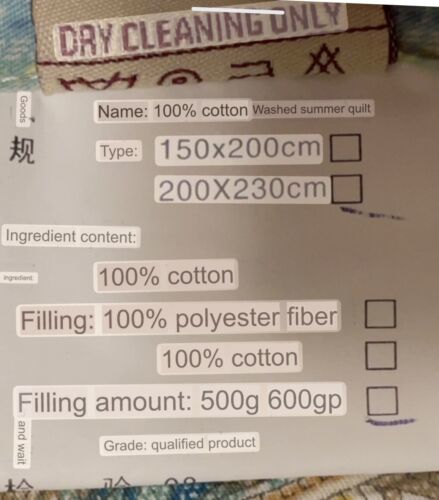 DRY CLEANING ONLY
Goods
Name: 100% cotton Washed summer quilt
规
Type: 150x200cm
200X230cm
Ingredient content:
ingredient:
100% cotton
Filling: 100% polyester fiber
100% cotton
Filling amount: 500g 600gp
and wait
Grade: qualified product